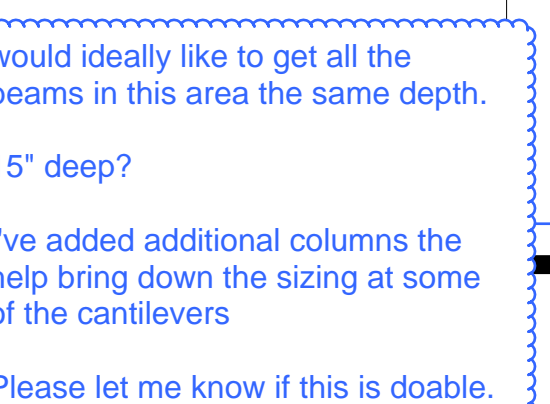 would ideally like to get all the
beams in this area the same depth.
5" deep?
've added additional columns the
help bring down the sizing at some
of the cantilevers
Please let me know if this is doable.